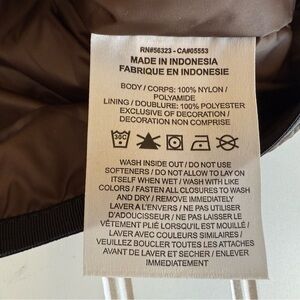 RN#56323 - CA#05553
MADE IN INDONESIA
FABRIQUE EN INDONESIE
BODY / CORPS: 100% NYLON /
POLYAMIDE
LINING / DOUBLURE: 100% POLYESTER
EXCLUSIVE OF DECORATION /
DECORATION NON COMPRISE
30C
WASH INSIDE OUT / DO NOT USE
SOFTENERS / DO NOT ALLOW TO LAY ON
ITSELF WHEN WET / WASH WITH LIKE
COLORS / FASTEN ALL CLOSURES TO WASH
AND DRY / REMOVE IMMEDIATELY
LAVER A L'ENVERS / NE PAS UTILISER
D'ADOUCISSEUR / NE PAS LAISSER LE
VÊTEMENT PLIÉ LORSQU'IL EST MOUILLÉ /
LAVER AVEC COULEURS SIMILAIRES /
VEUILLEZ BOUCLER TOUTES LES ATTACHES
AVANT DE LAVER ET SECHER / ENLEVER
IMMEDIATEMENT